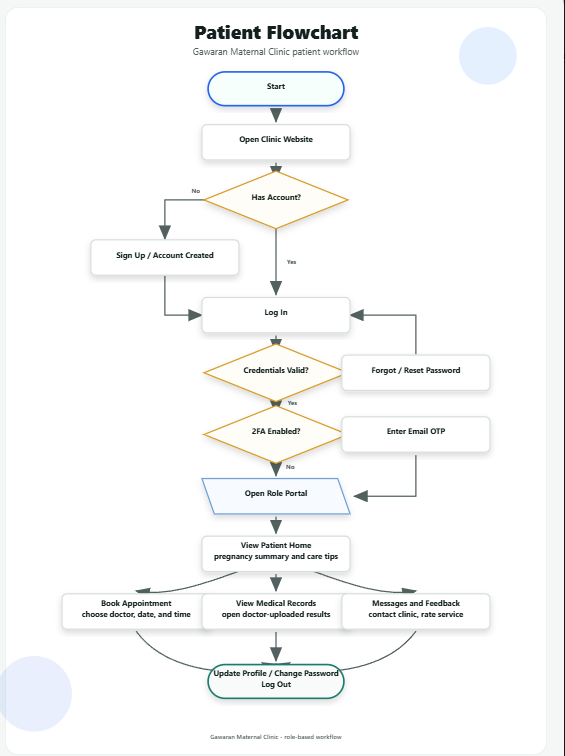 Patient Flowchart
Gawaran Maternal Clinic patient workflow
Start
Open Clinic Website
Has Account?
No
Sign Up / Account Created
Yes
Log In
Credentials Valid?
Forgot / Reset Password
Yes
2FA Enabled?
Enter Email OTP
No
Open Role Portal
View Patient Home
pregnancy summary and care tips
Book Appointment
choose doctor, date, and time
View Medical Records
open doctor-uploaded results
Messages and Feedback
contact clinic, rate service
Update Profile / Change Password
Log Out
Gawaran Maternal Clinic - role-based workflow